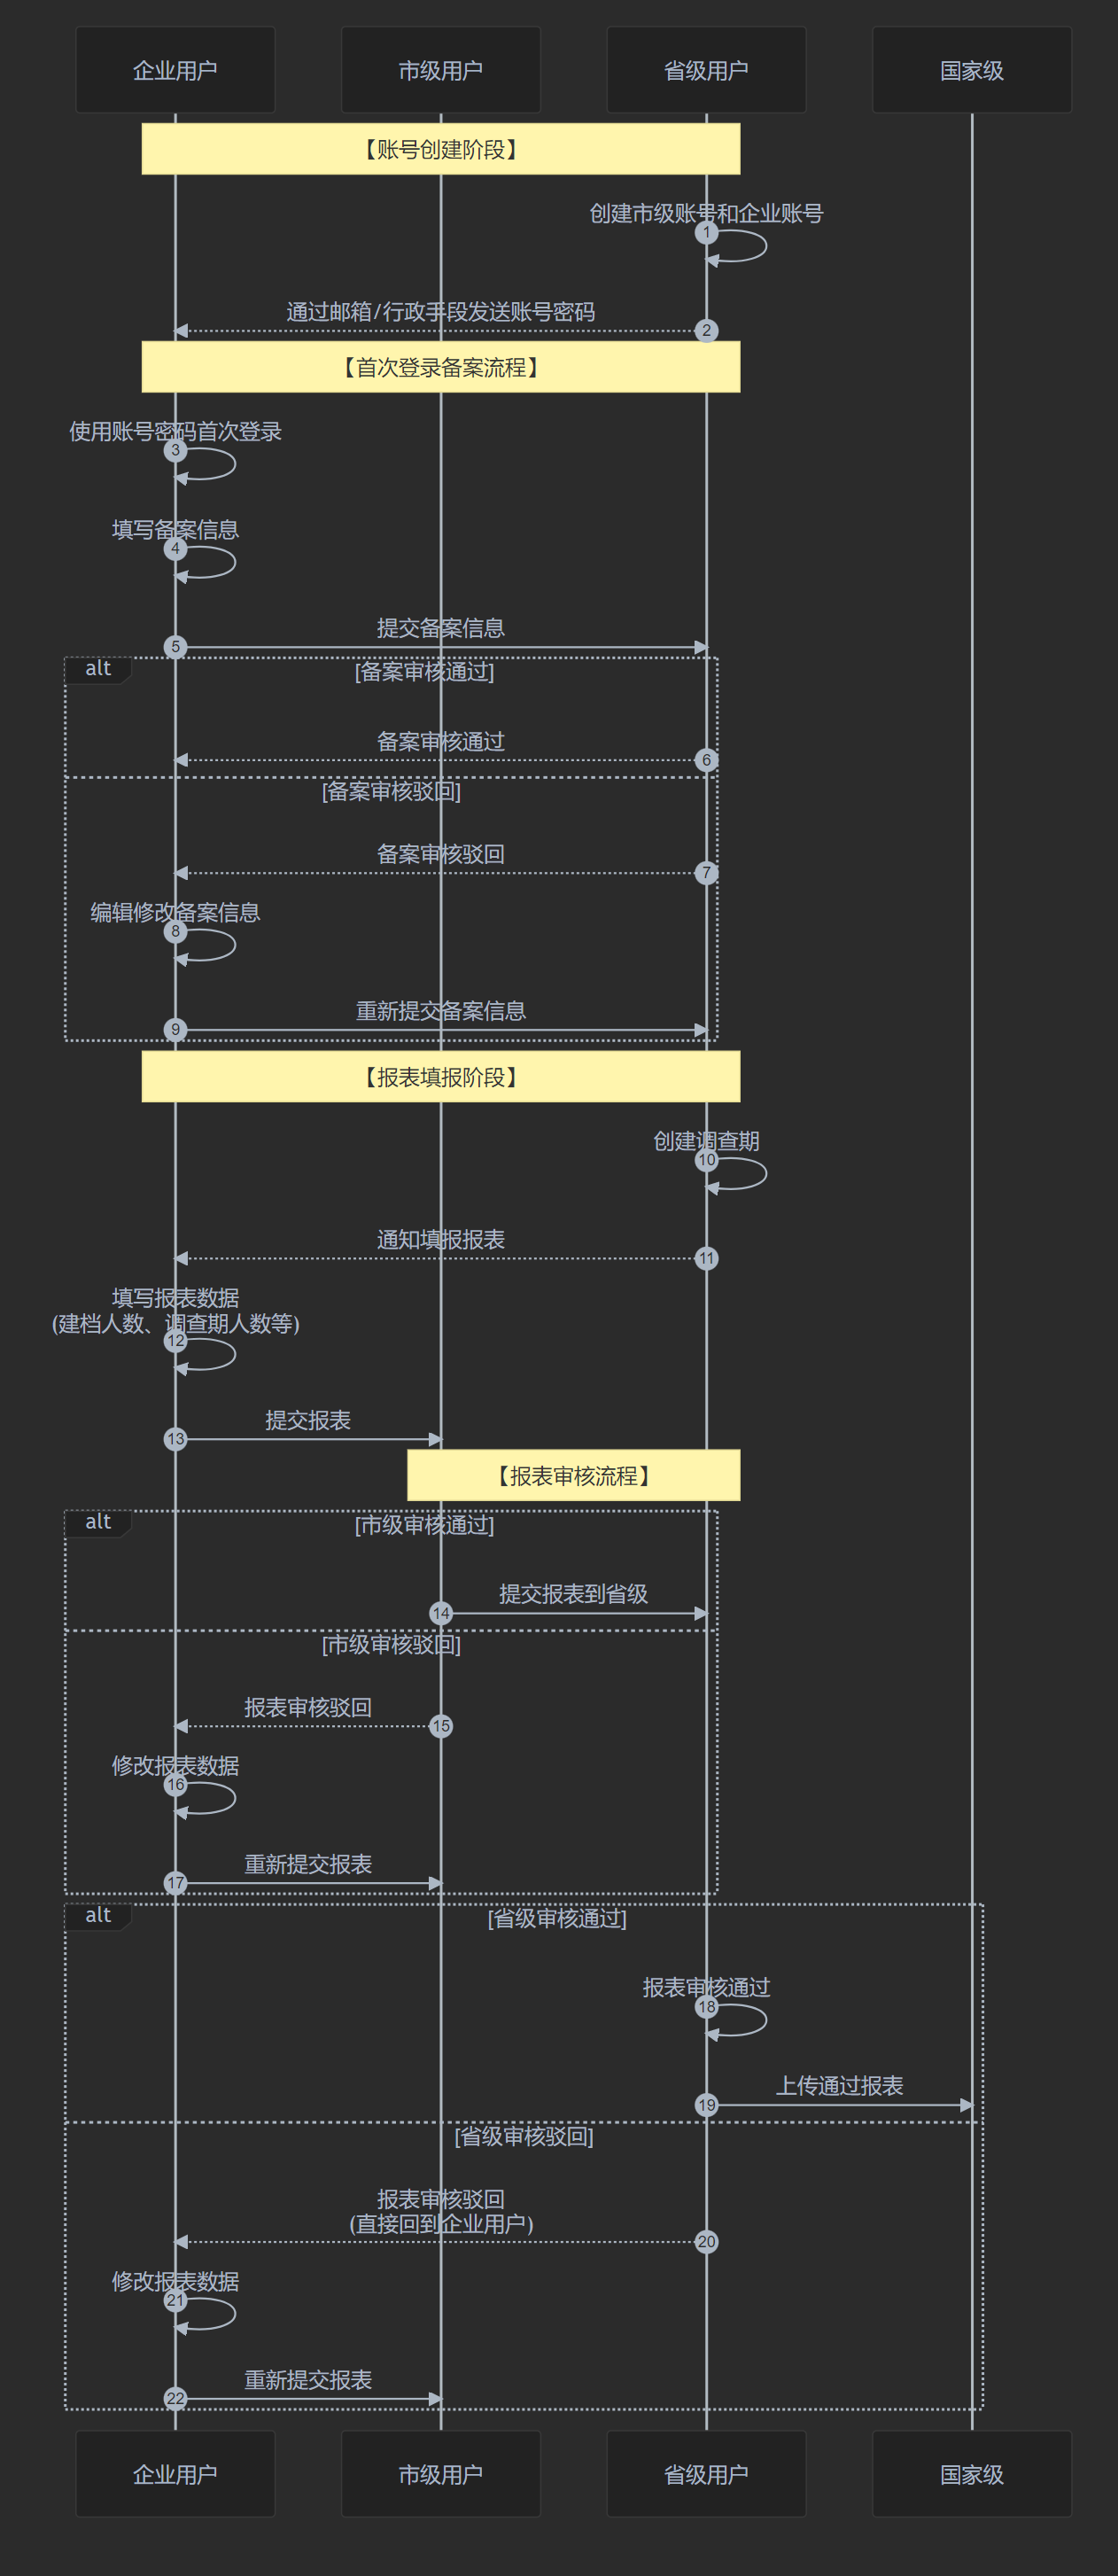 企业用户
市级用户
省级用户
国家级
【账号创建阶段】
创建市级账号和企业账号
1
通过邮箱/行政手段发送账号密码
2
【首次登录备案流程】
使用账号密码首次登录
3
填写备案信息
4
提交备案信息
5
alt
[备案审核通过]
备案审核通过
6
[备案审核驳回]
备案审核驳回
7
编辑修改备案信息
8
重新提交备案信息
9
【报表填报阶段】
创建调查期
10
通知填报报表
11
填写报表数据
(建档人数、调查期人数等)
12
提交报表
13
【报表审核流程】
alt
[市级审核通过]
提交报表到省级
14
[市级审核驳回]
报表审核驳回
15
修改报表数据
16
重新提交报表
17
alt
[省级审核通过]
报表审核通过
18
上传通过报表
19
[省级审核驳回]
报表审核驳回
(直接回到企业用户)
20
修改报表数据
21
重新提交报表
22
企业用户
市级用户
省级用户
国家级